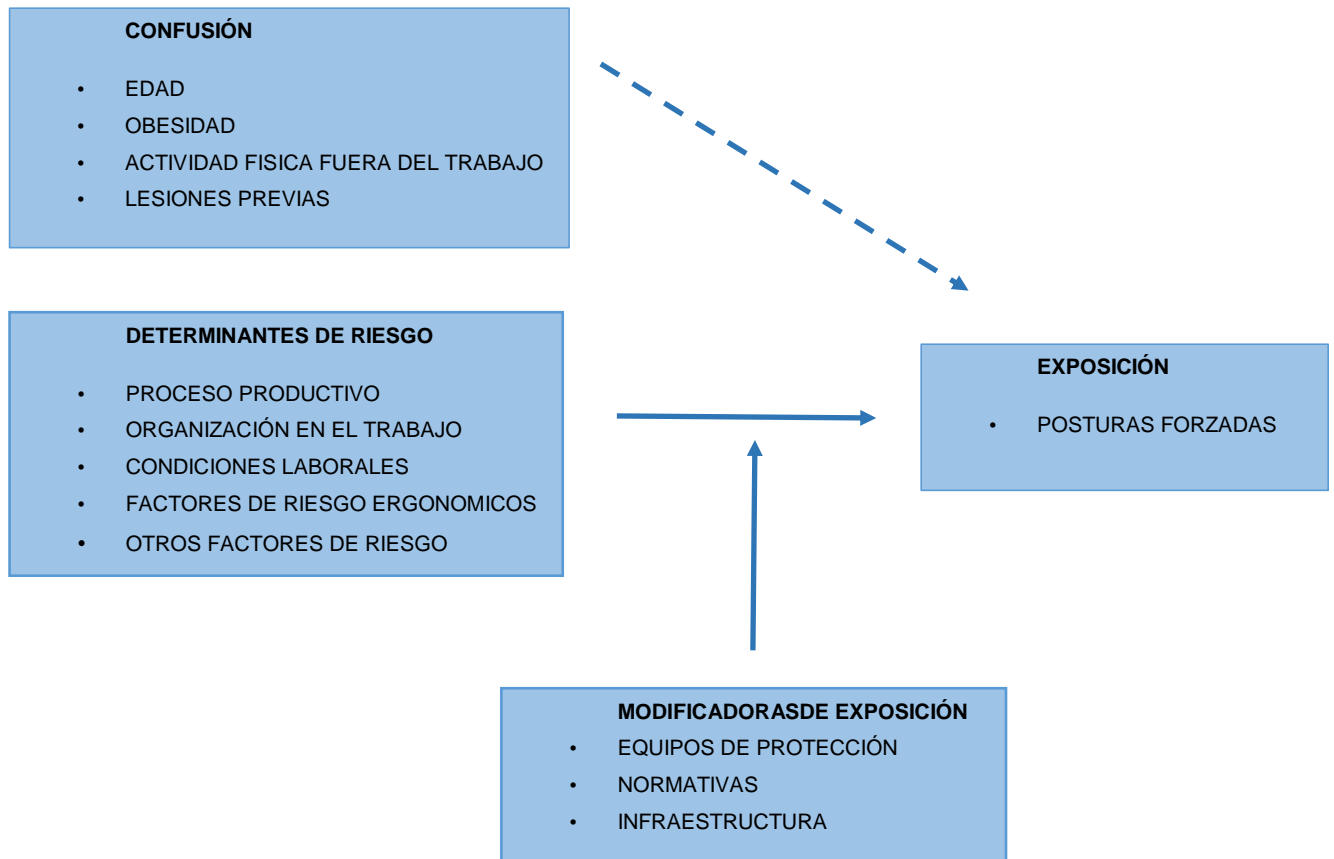 CONFUSIÓN
• EDAD
• OBESIDAD
• ACTIVIDAD FISICA FUERA DEL TRABAJO
• LESIONES PREVIAS
DETERMINANTES DE RIESGO
• PROCESO PRODUCTIVO
• ORGANIZACIÓN EN EL TRABAJO
• CONDICIONES LABORALES
• FACTORES DE RIESGO ERGONOMICOS
• OTROS FACTORES DE RIESGO
EXPOSICIÓN
• POSTURAS FORZADAS
MODIFICADORASDE EXPOSICIÓN
• EQUIPOS DE PROTECCIÓN
• NORMATIVAS
• INFRAESTRUCTURA